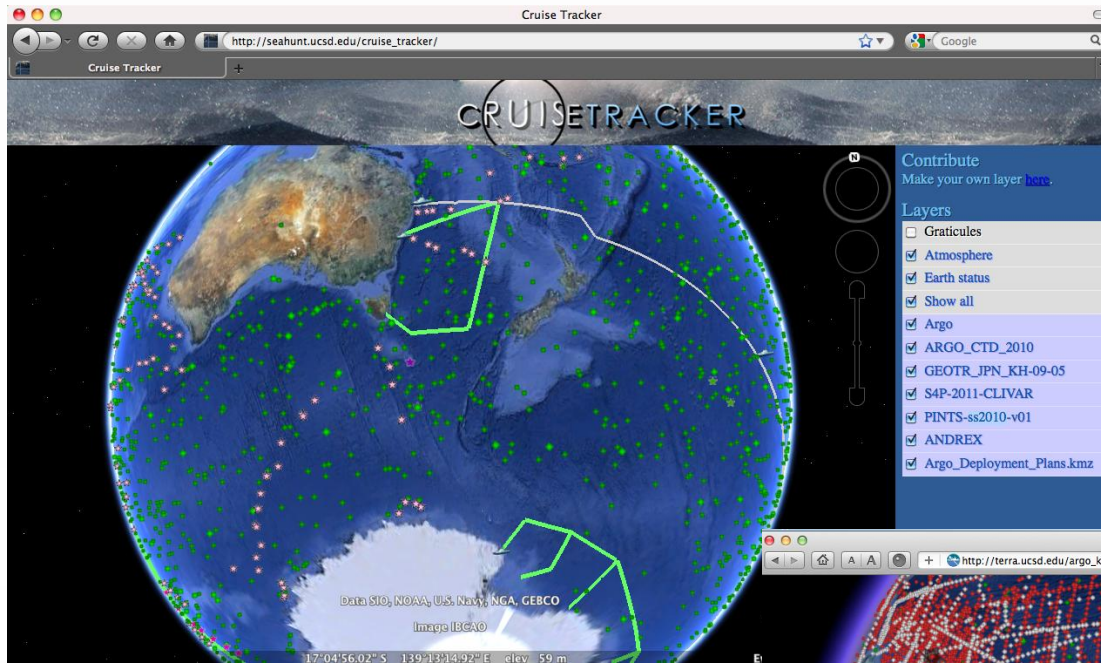 Cruise Tracker
http://seahunt.ucsd.edu/cruise_tracker/
Google
Cruise Tracker
+
CRUISETRACKER
N
Contribute
Make your own layer here.
Layers
Graticules
Atmosphere
Earth status
Show all
Argo
ARGO_CTD_2010
GEOTR_JPN_KH-09-05
S4P-2011-CLIVAR
PINTS-ss2010-v01
ANDREX
Argo_Deployment_Plans.kmz
A A
+
http://terra.ucsd.edu/argo_k
Data SIO, NOAA, U.S. Navy, NGA, GEBCO
Image IBCAO
17°04'56.02" S 139°13'14.92" E elev 59 m